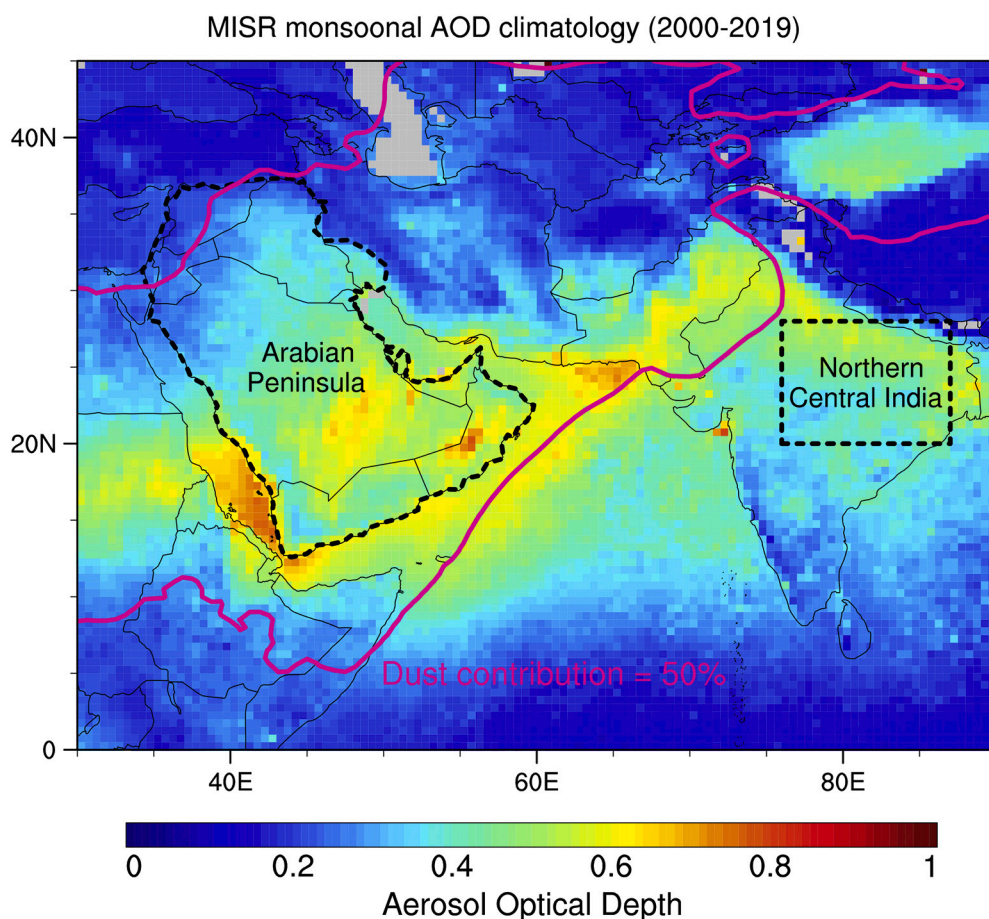 MISR monsoonal AOD climatology (2000-2019)
40N
20N
0
Arabian
Peninsula
Northern
Central India
Dust contribution = 50%
40E 60E 80E
0 0.2 0.4 0.6 0.8 1
Aerosol Optical Depth